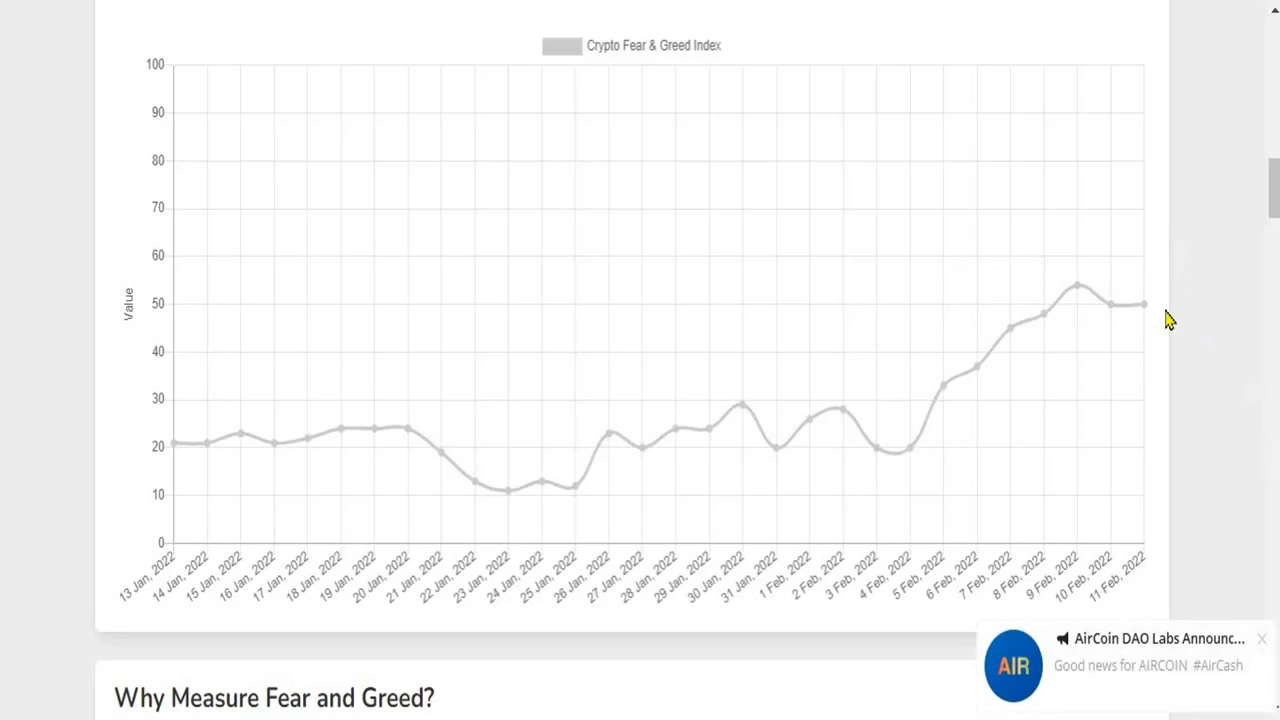 Crypto Fear & Greed Index
100
90
80
70
60
50
40
30
20
10
0
Value
13 Jan, 2022
14 Jan, 2022
15 Jan, 2022
16 Jan, 2022
17 Jan, 2022
18 Jan, 2022
19 Jan, 2022
20 Jan, 2022
21 Jan, 2022
22 Jan, 2022
23 Jan, 2022
24 Jan, 2022
25 Jan, 2022
26 Jan, 2022
27 Jan, 2022
28 Jan, 2022
29 Jan, 2022
30 Jan, 2022
31 Jan, 2022
1 Feb, 2022
2 Feb, 2022
3 Feb, 2022
4 Feb, 2022
5 Feb, 2022
6 Feb, 2022
7 Feb, 2022
8 Feb, 2022
9 Feb, 2022
10 Feb, 2022
11 Feb, 2022
AIR
AirCoin DAO Labs Announc...
Good news for AIRCOIN #AirCash
Why Measure Fear and Greed?